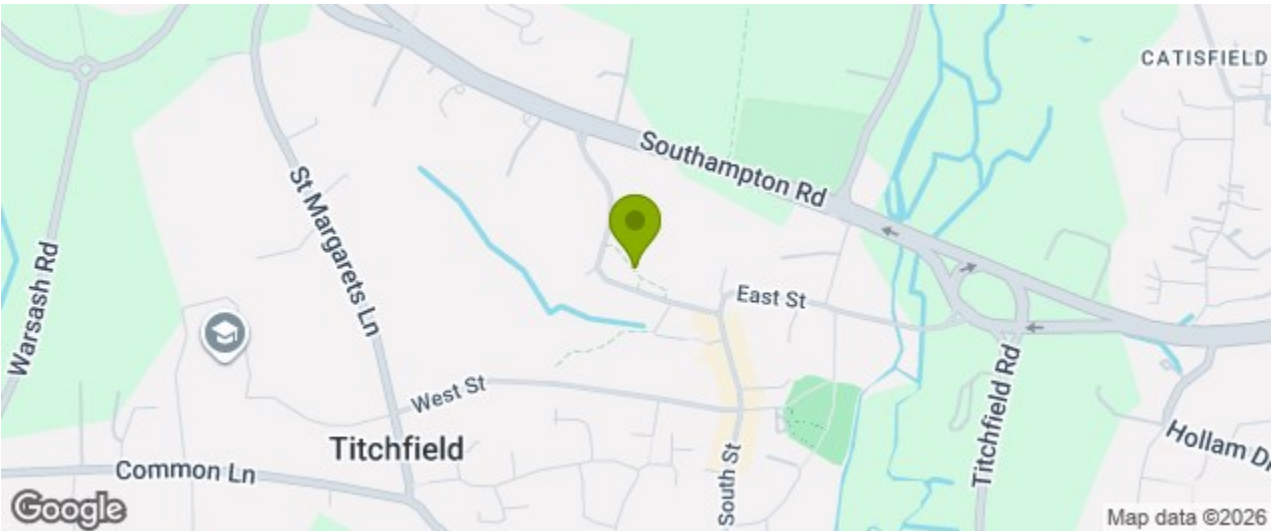 CATISFIELD
Southampton Rd
St Margarets Ln
Warsash Rd
East St
West St
Titchfield Rd
Titchfield
Hollam Dr
Common Ln
South St
Google
Map data ©2026